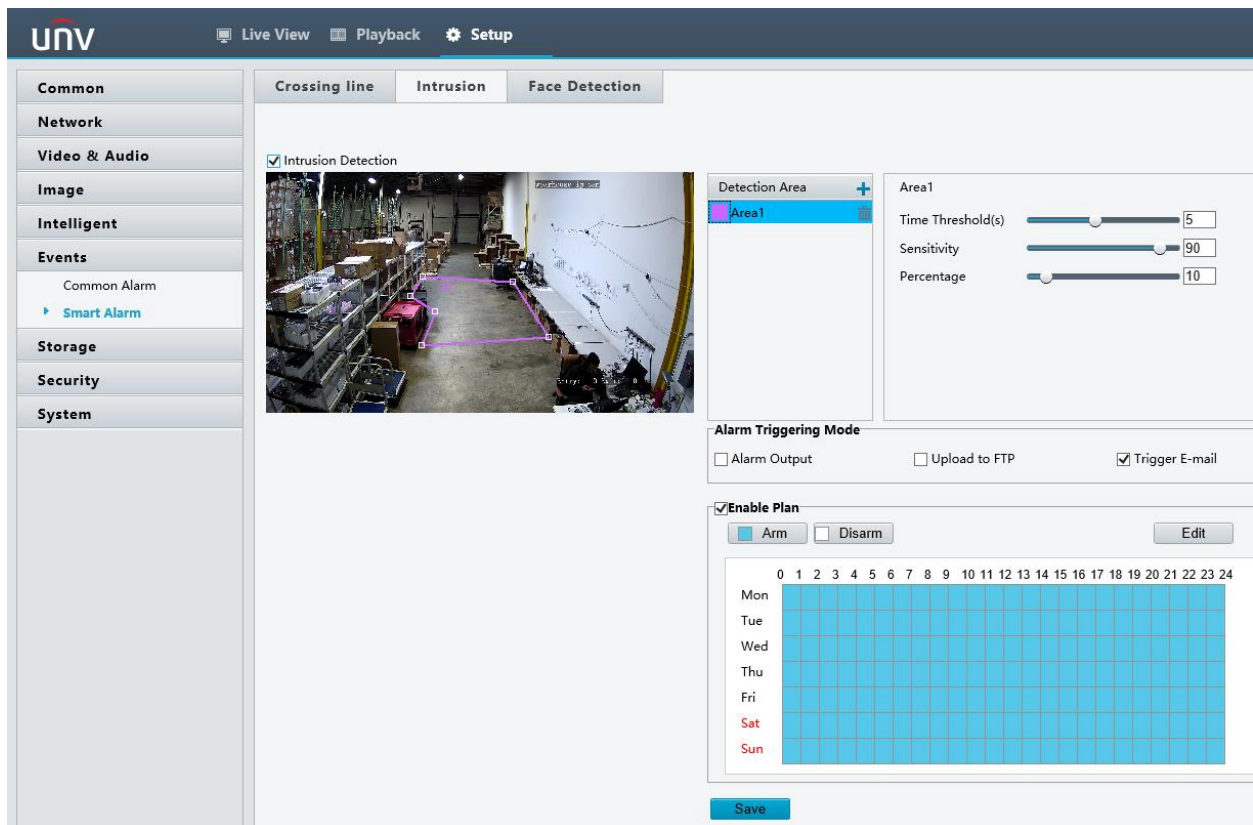 unv
Live View Playback Setup
Common
Network
Video & Audio
Image
Intelligent
Events
Common Alarm
Smart Alarm
Storage
Security
System
Crossing line Intrusion Face Detection
Intrusion Detection
Detection Area +
Area1
Area1
Time Threshold(s) 5
Sensitivity 90
Percentage 10
Alarm Triggering Mode
Alarm Output Upload to FTP Trigger E-mail
Enable Plan
Arm Disarm Edit
0 1 2 3 4 5 6 7 8 9 10 11 12 13 14 15 16 17 18 19 20 21 22 23 24
Mon
Tue
Wed
Thu
Fri
Sat
Sun
Save